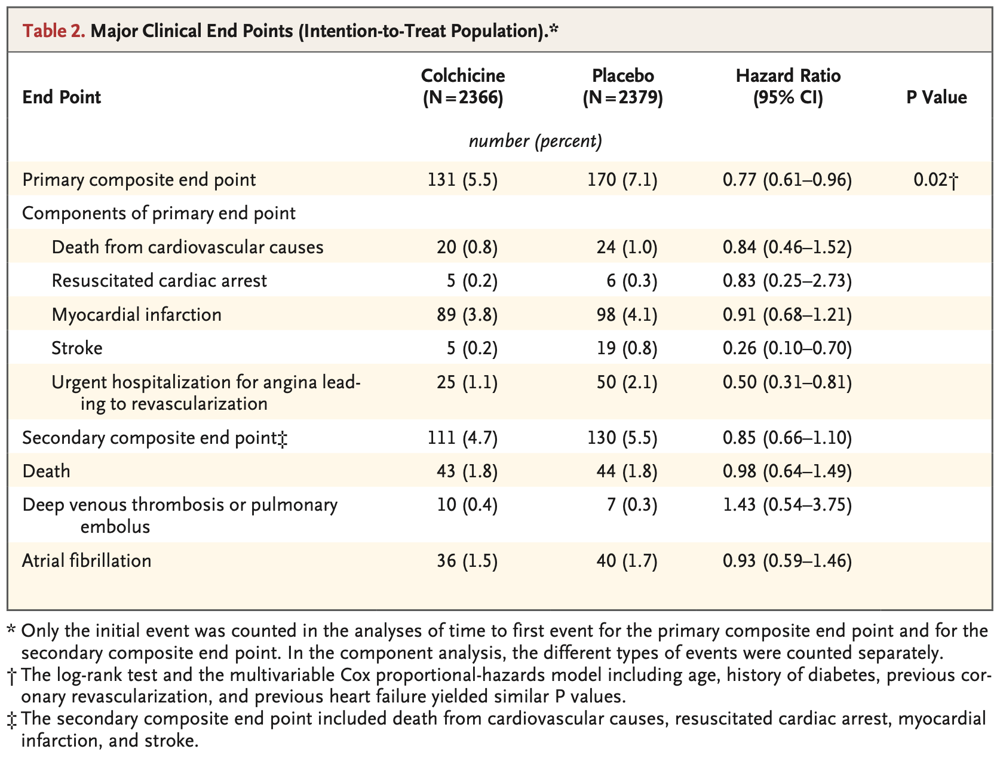 Table 2. Major Clinical End Points (Intention-to-Treat Population).*
End Point Colchicine (N=2366) Placebo (N=2379) Hazard Ratio (95% CI) P Value
number (percent)
Primary composite end point 131 (5.5) 170 (7.1) 0.77 (0.61–0.96) 0.02†
Components of primary end point
Death from cardiovascular causes 20 (0.8) 24 (1.0) 0.84 (0.46–1.52)
Resuscitated cardiac arrest 5 (0.2) 6 (0.3) 0.83 (0.25–2.73)
Myocardial infarction 89 (3.8) 98 (4.1) 0.91 (0.68–1.21)
Stroke 5 (0.2) 19 (0.8) 0.26 (0.10–0.70)
Urgent hospitalization for angina lead- 25 (1.1) 50 (2.1) 0.50 (0.31–0.81)
ing to revascularization
Secondary composite end point‡ 111 (4.7) 130 (5.5) 0.85 (0.66–1.10)
Death 43 (1.8) 44 (1.8) 0.98 (0.64–1.49)
Deep venous thrombosis or pulmonary 10 (0.4) 7 (0.3) 1.43 (0.54–3.75)
embolus
Atrial fibrillation 36 (1.5) 40 (1.7) 0.93 (0.59–1.46)
* Only the initial event was counted in the analyses of time to first event for the primary composite end point and for the
secondary composite end point. In the component analysis, the different types of events were counted separately.
† The log-rank test and the multivariable Cox proportional-hazards model including age, history of diabetes, previous cor-
onary revascularization, and previous heart failure yielded similar P values.
‡ The secondary composite end point included death from cardiovascular causes, resuscitated cardiac arrest, myocardial
infarction, and stroke.